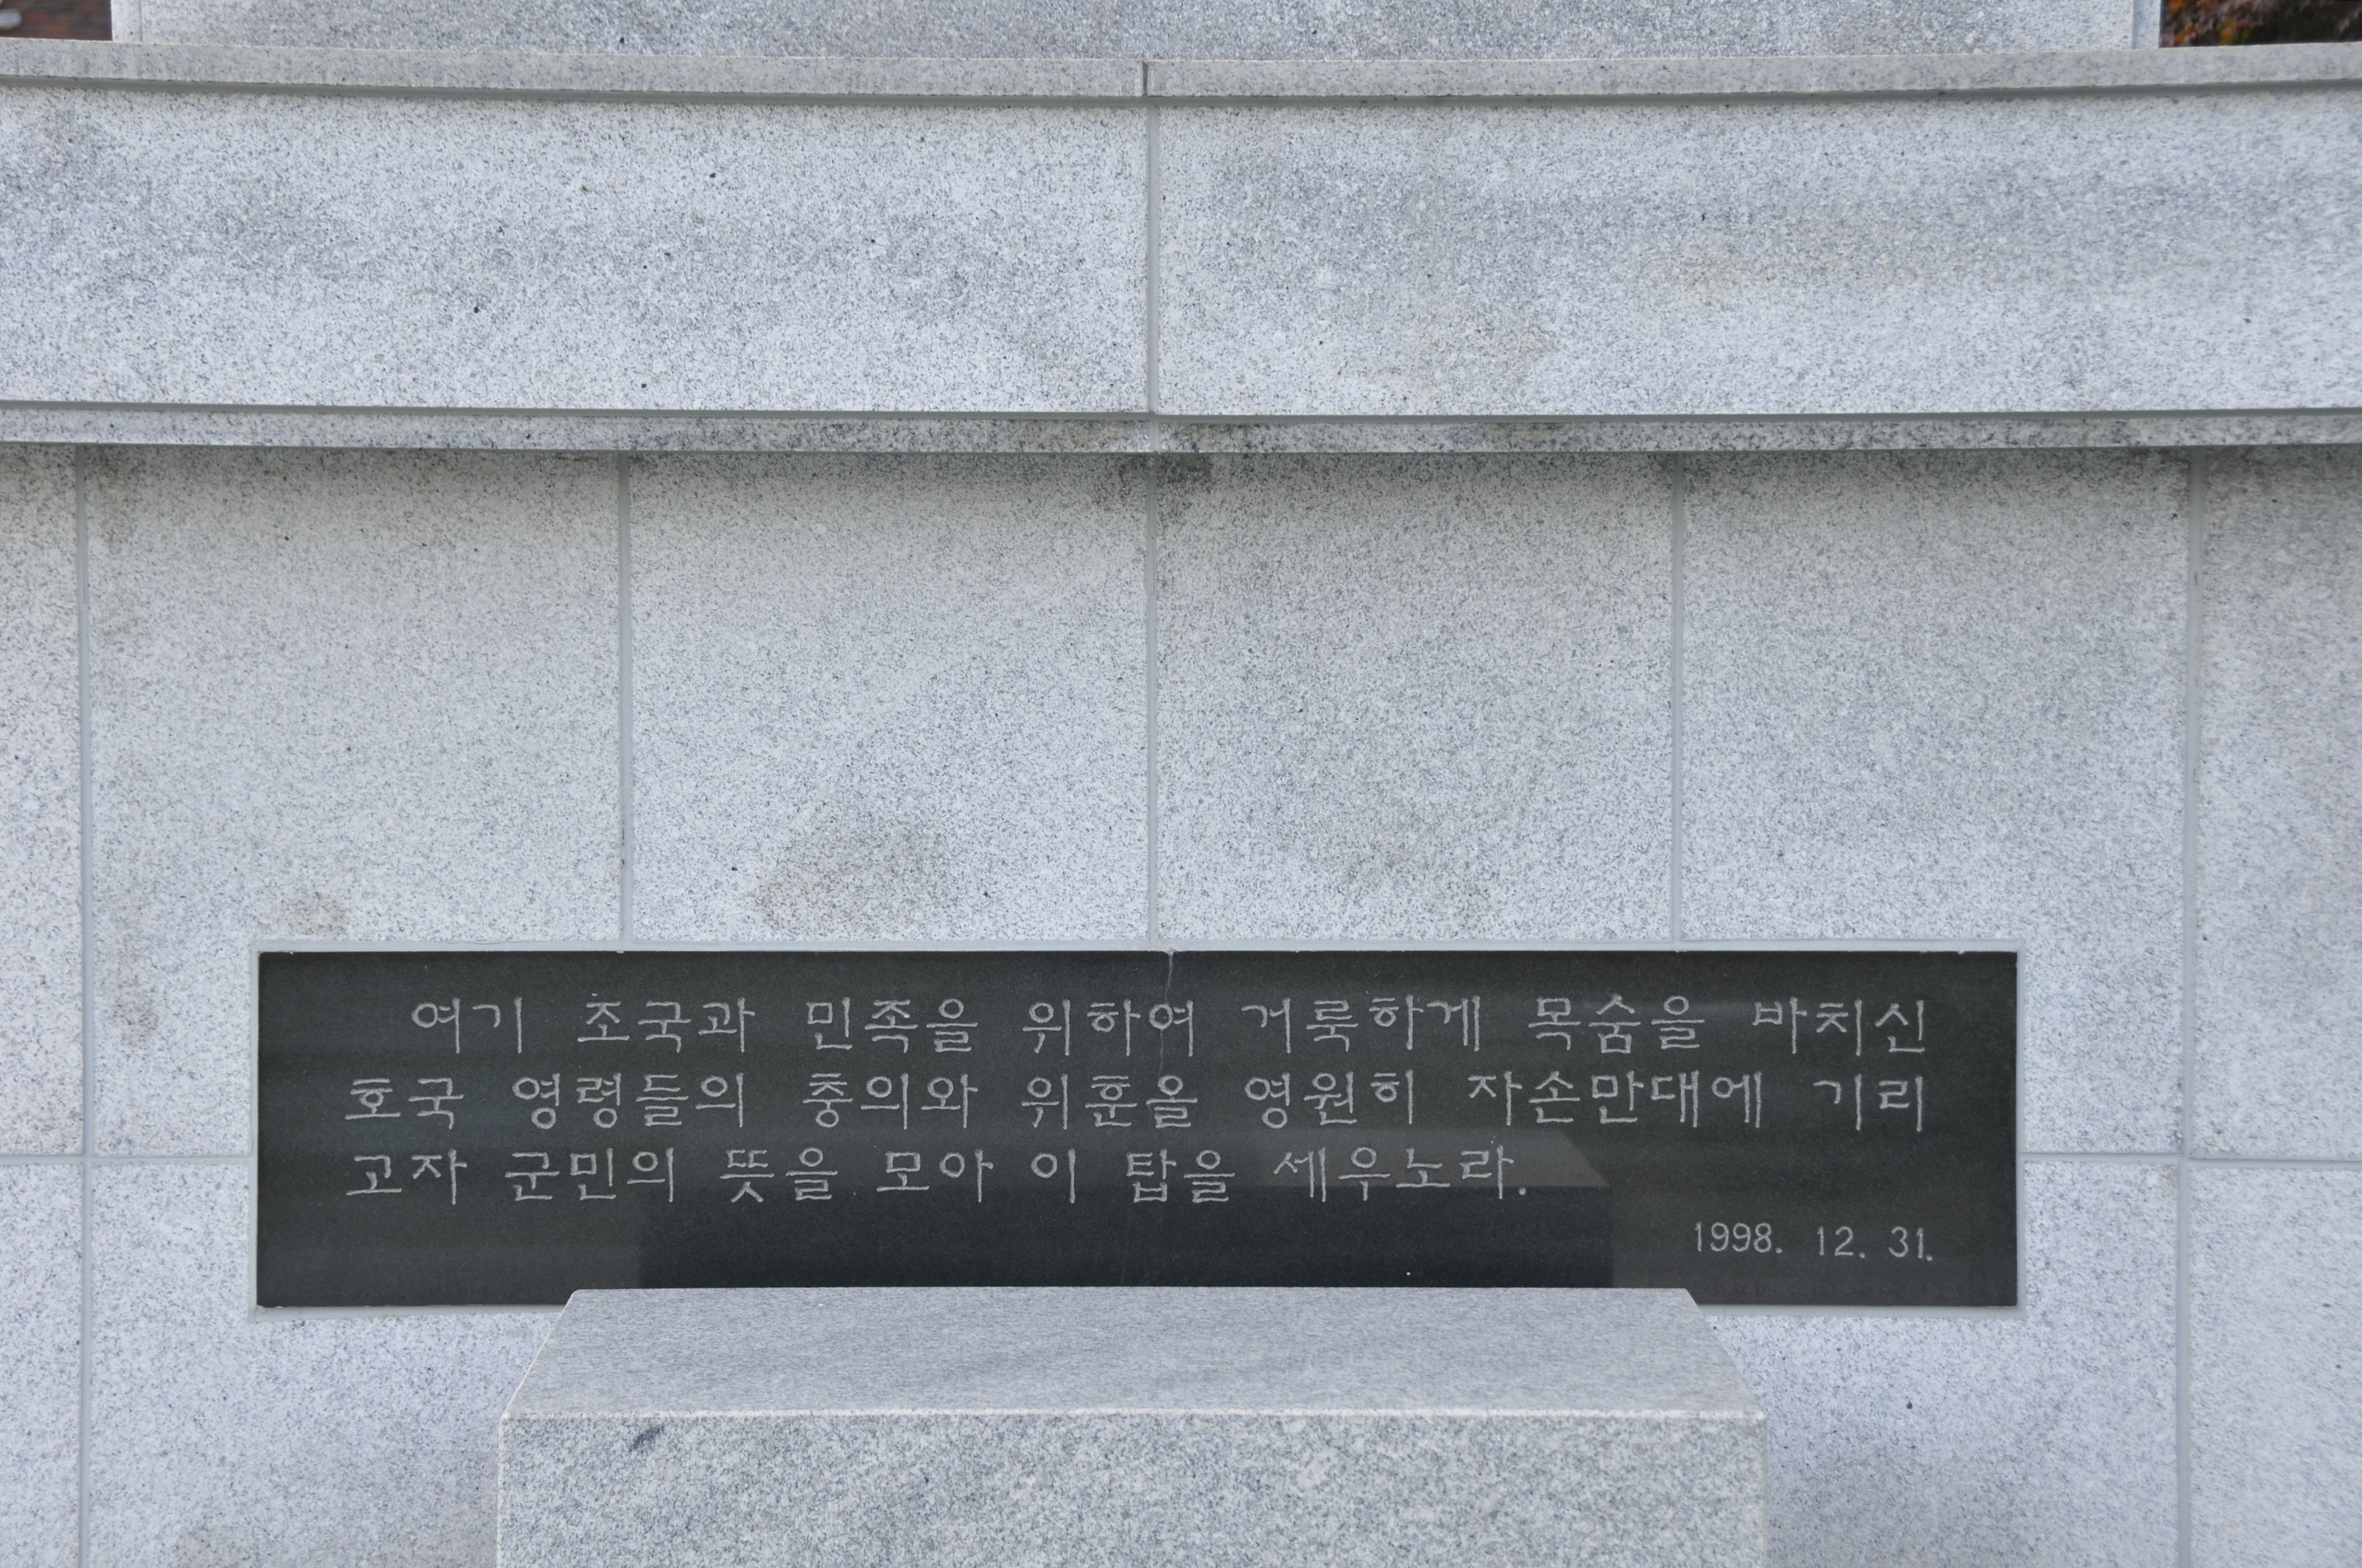 여기 조국과 민족을 위하여 거룩하게 목숨을 바치신
호국 영령들의 충의와 위훈을 영원히 자손만대에 기리
고자 군민의 뜻을 모아 이 탑을 세우노라.
1998. 12. 31.